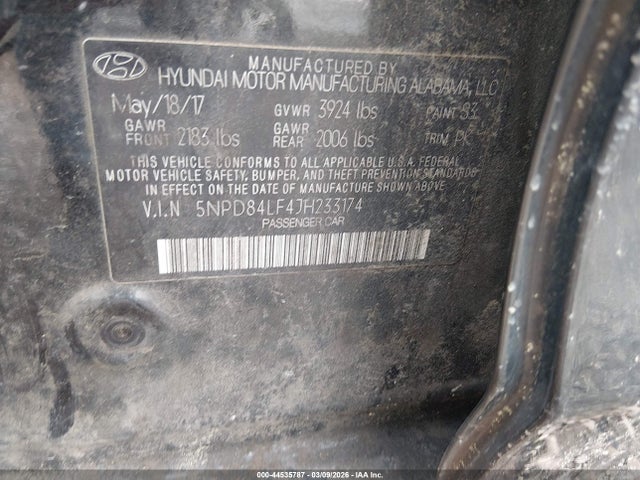 MANUFACTURED BY
HYUNDAI MOTOR MANUFACTURING ALABAMA, LLC
May/18/17 GVWR 3924 lbs PAINT S3
GAWR FRONT 2183 lbs GAWR REAR 2006 lbs TRIM PK
THIS VEHICLE CONFORMS TO ALL APPLICABLE U.S.A. FEDERAL
MOTOR VEHICLE SAFETY, BUMPER, AND THEFT PREVENTION STANDARDS
IN EFFECT ON THE DATE OF MANUFACTURE SHOWN ABOVE.
V.I.N 5NPD84LF4JH233174
PASSENGER CAR
000-44535787 - 03/09/2026 - IAA Inc.